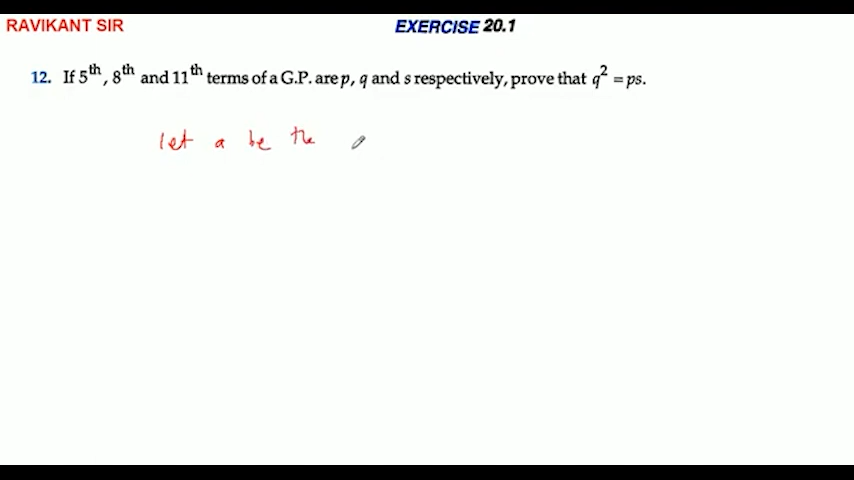 RAVIKANT SIR
EXERCISE 20.1
12. If 5th, 8th and 11th terms of a G.P. are p, q and s respectively, prove that q² = ps.
let a be the